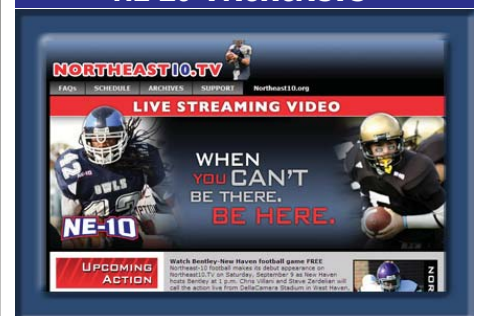 NORTHEAST10.TV
FAQs SCHEDULE ARCHIVES SUPPORT Northeast10.org
LIVE STREAMING VIDEO
WHEN
YOU CAN'T
BE THERE.
BE HERE.
OWLS
NE-10
UPCOMING
ACTION
Watch Bentley-New Haven football game FREE
Northeast-10 football makes its debut appearance on
Northeast10.TV on Saturday, September 9 as New Haven
hosts Bentley at 1 p.m. Chris Villani and Steve Zerdelian will
call the action live from DellaCamera Stadium in West Haven,
NOR